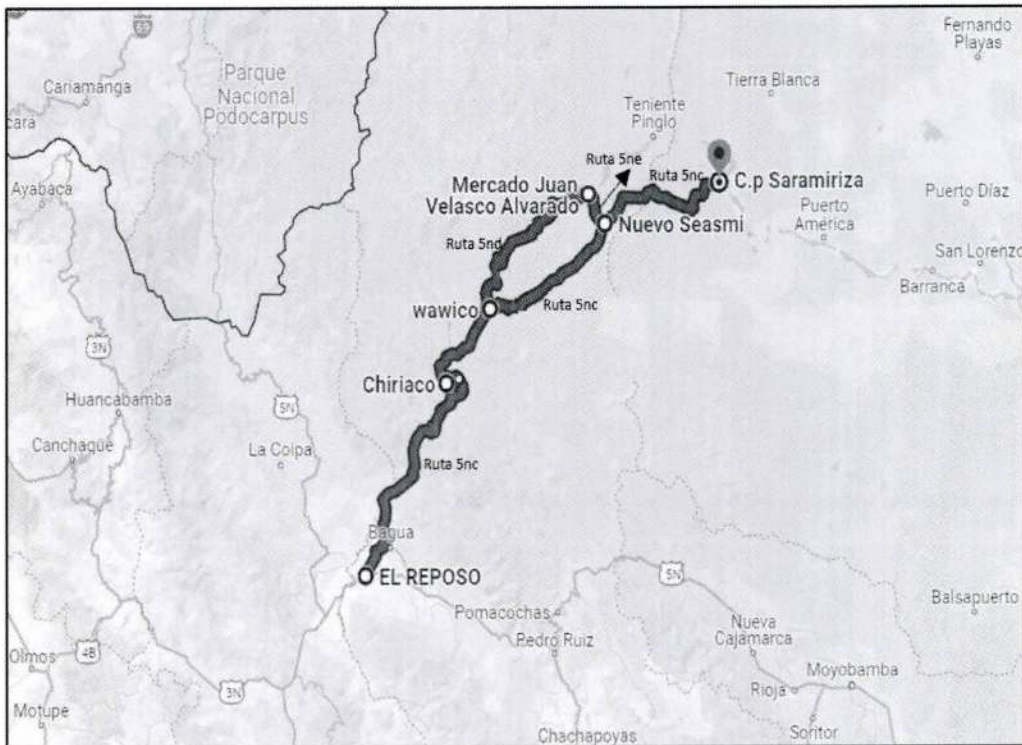 Fernando
Playas
Cariamanga
Parque
Nacional
Podocarpus
Tierra Blanca
Teniente
Pinglo
cara
Ayabaca
Ruta 5ne
Ruta 5nc
Mercado Juan
Velasco Alvarado
C.p Saramiriza
Puerto Díaz
Nuevo Seasmi
Puerto
América
Ruta 5nd
San Lorenzo
Barranca
wawico
Ruta 5nc
3N
Chiriaco
Huancabamba
5N
Canchaque
La Coipa
Ruta 5nc
Bagua
EL REPOSO
5N
Pomacochas
Balsapuerto
Pedro Ruiz
Nueva
Cajamarca
Olmos
4B
Moyobamba
Rioja
3N
Motupe
Chachapoyas
Soritor